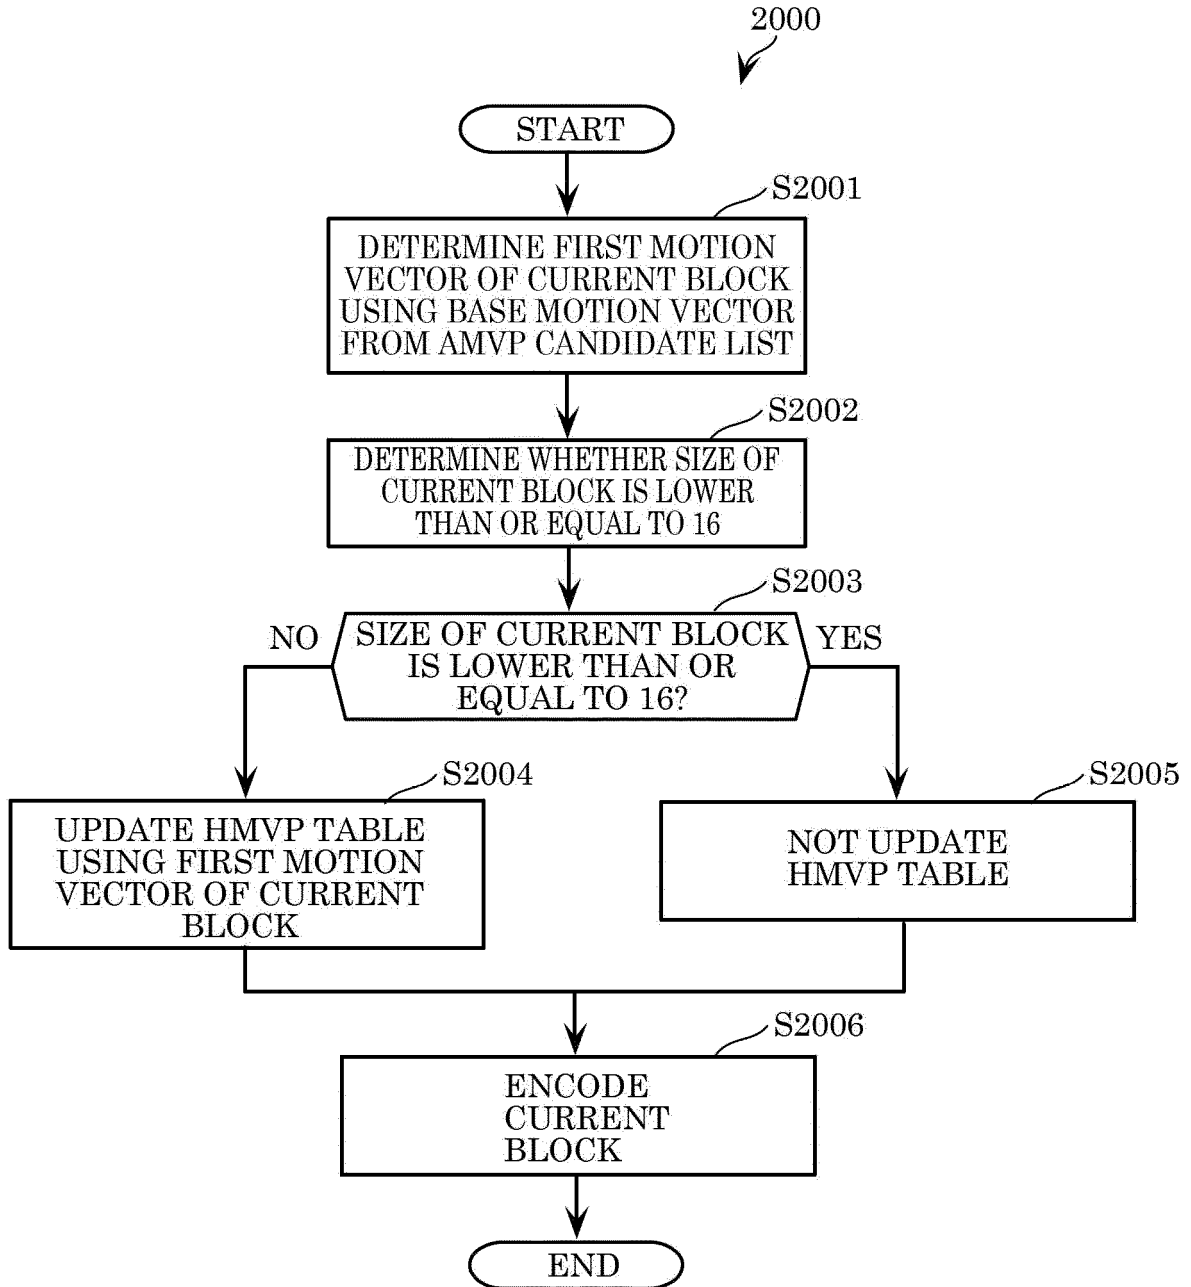 2000
START
S2001
DETERMINE FIRST MOTION
VECTOR OF CURRENT BLOCK
USING BASE MOTION VECTOR
FROM AMVP CANDIDATE LIST
S2002
DETERMINE WHETHER SIZE OF
CURRENT BLOCK IS LOWER
THAN OR EQUAL TO 16
S2003
NO
SIZE OF CURRENT BLOCK
IS LOWER THAN OR
EQUAL TO 16?
YES
S2004
UPDATE HMVP TABLE
USING FIRST MOTION
VECTOR OF CURRENT
BLOCK
S2005
NOT UPDATE
HMVP TABLE
S2006
ENCODE
CURRENT
BLOCK
END